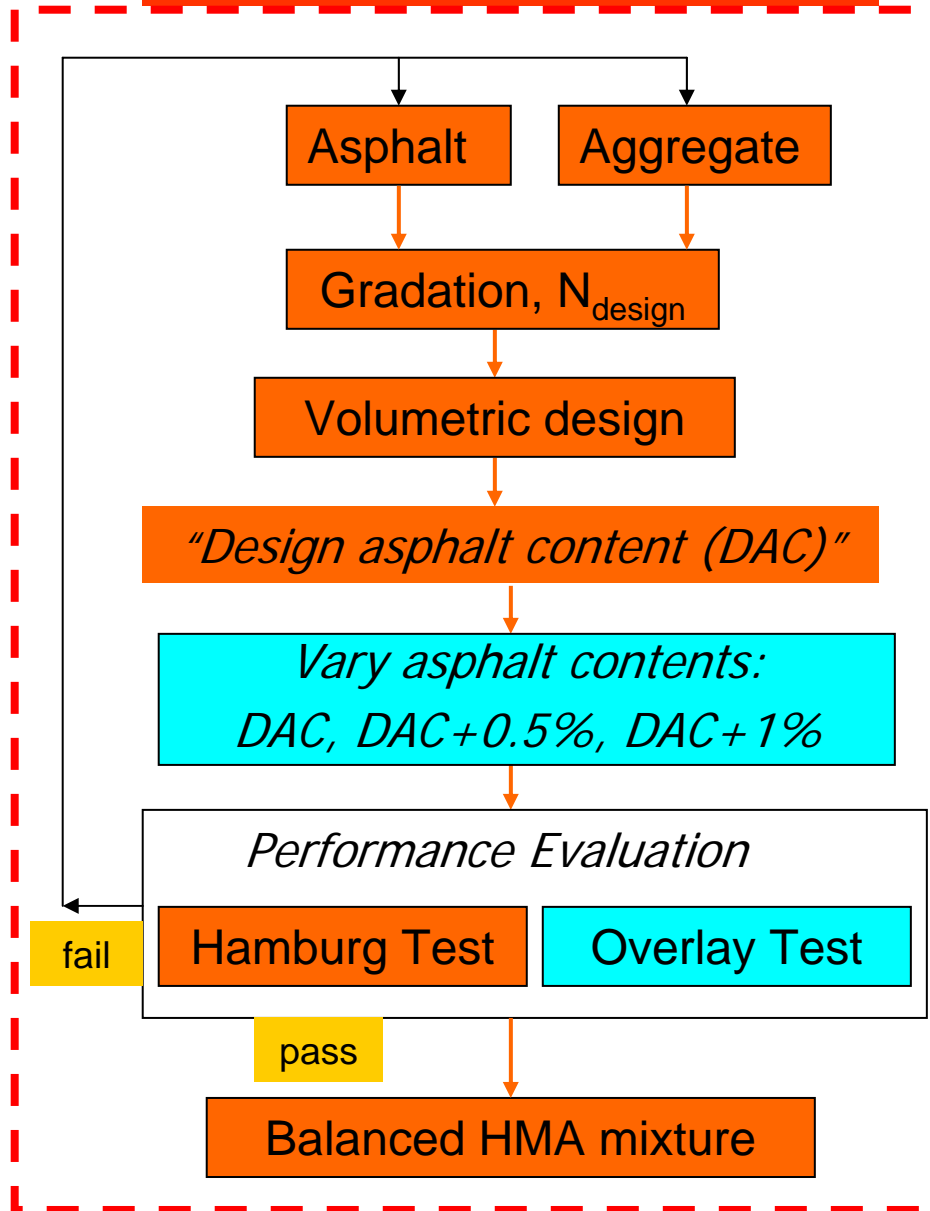 Asphalt
Aggregate
Gradation, N_design
Volumetric design
“Design asphalt content (DAC)”
Vary asphalt contents:
DAC, DAC+0.5%, DAC+1%
Performance Evaluation
Hamburg Test
Overlay Test
fail
pass
Balanced HMA mixture